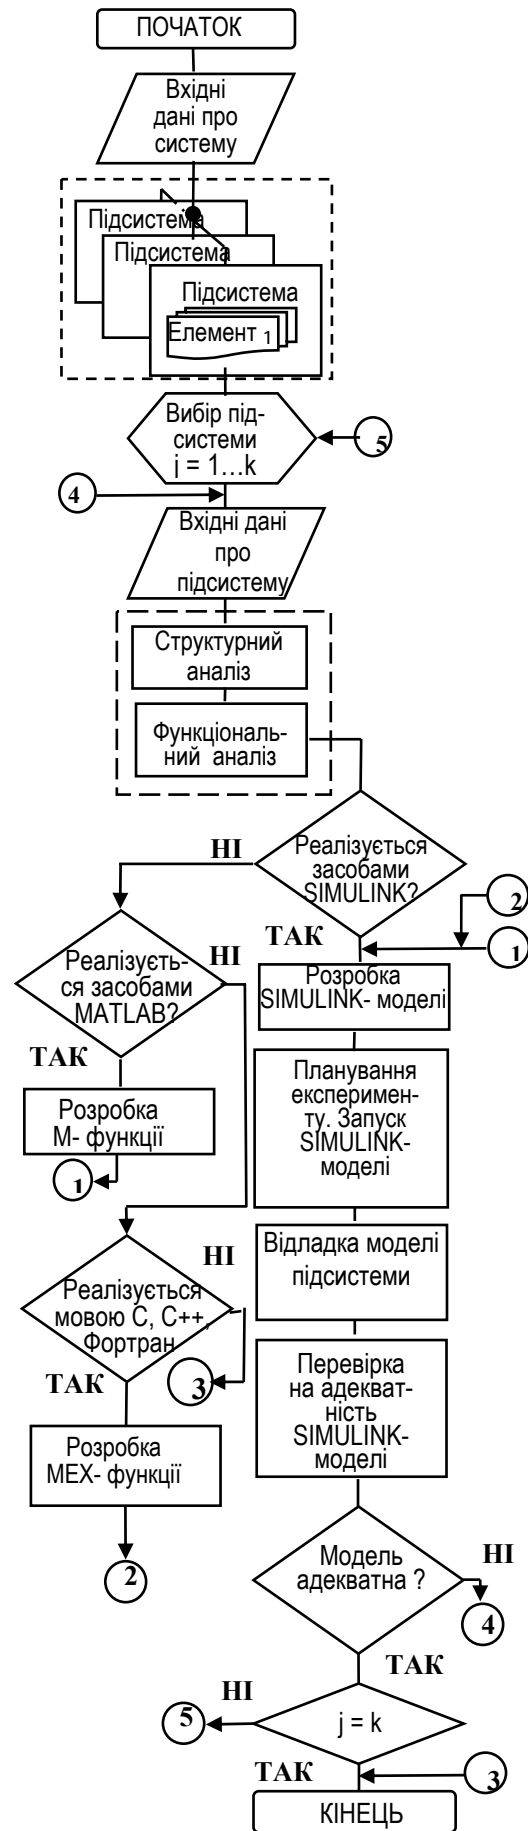 ПОЧАТОК
Вхідні
дані про
систему
Підсистема
Підсистема
Підсистема
Елемент 1
Вибір під-
системи
j = 1...k
5
4
Вхідні дані
про
підсистему
Структурний
аналіз
Функціональ-
ний аналіз
НІ
Реалізується
засобами
SIMULINK?
2
ТАК
1
Реалізуєть-
ся засобами
MATLAB?
НІ
Розробка
SIMULINK- моделі
ТАК
Розробка
М- функції
1
Планування
експеримен-
ту. Запуск
SIMULINK-
моделі
НІ
Відладка моделі
підсистеми
Реалізується
мовою С, С++,
Фортран
ТАК
3
Перевірка
на адекват-
ність
SIMULINK-
моделі
Розробка
МЕХ- функції
2
Модель
адекватна ?
НІ
4
ТАК
НІ
5
j = k
ТАК
3
КІНЕЦЬ